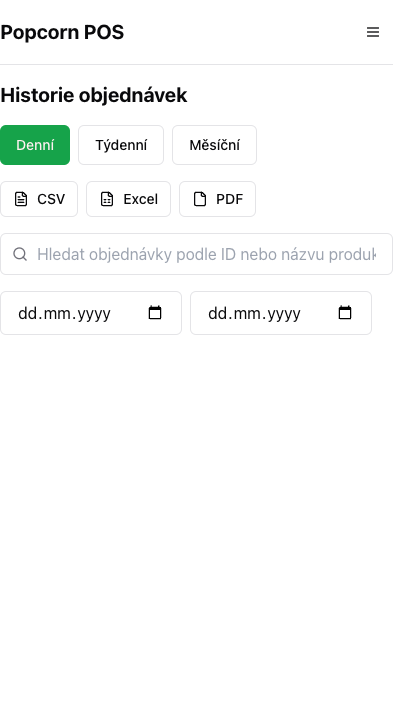 Popcorn POS
Historie objednávek
Denní Týdenní Měsíční
CSV Excel PDF
Hledat objednávky podle ID nebo názvu produk
dd.mm.yyyy dd.mm.yyyy